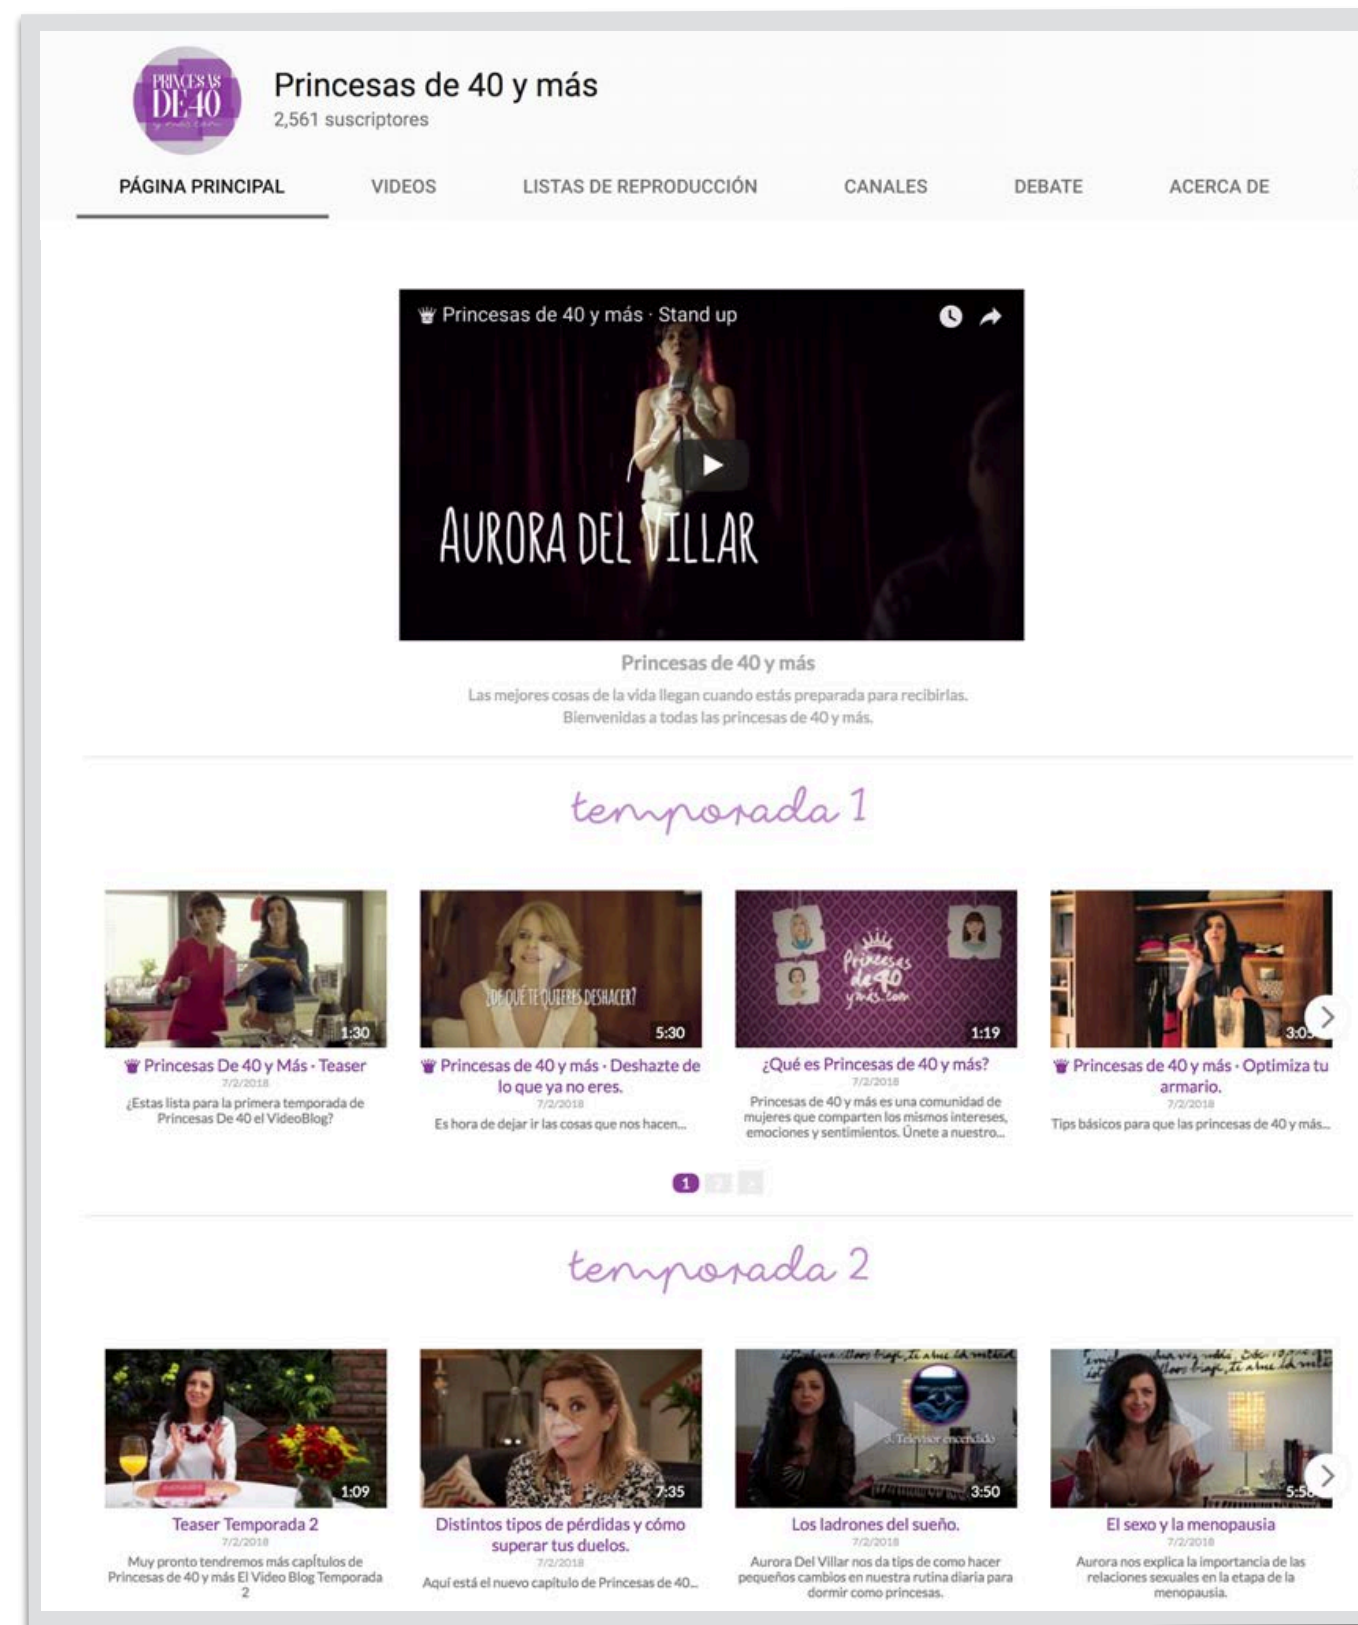 PRINCESAS
DE 40
y más.com
Princesas de 40 y más
2,561 suscriptores
PÁGINA PRINCIPAL
VIDEOS
LISTAS DE REPRODUCCIÓN
CANALES
DEBATE
ACERCA DE
Princesas de 40 y más · Stand up
AURORA DEL VILLAR
Princesas de 40 y más
Las mejores cosas de la vida llegan cuando estás preparada para recibirlas.
Bienvenidas a todas las princesas de 40 y más.
temporada 1
1:30
Princesas De 40 y Más · Teaser
7/2/2018
¿Estas lista para la primera temporada de
Princesas De 40 el VideoBlog?
¿DE QUÉ TE QUIERES DESHACER?
5:30
Princesas de 40 y más · Deshazte de
lo que ya no eres.
7/2/2018
Es hora de dejar ir las cosas que nos hacen...
Princesas
de 40
y más.com
1:19
¿Qué es Princesas de 40 y más?
7/2/2018
Princesas de 40 y más es una comunidad de
mujeres que comparten los mismos intereses,
emociones y sentimientos. Únete a nuestro...
3:05
Princesas de 40 y más · Optimiza tu
armario.
7/2/2018
Tips básicos para que las princesas de 40 y más...
1 2 >
temporada 2
1:09
Teaser Temporada 2
7/2/2018
Muy pronto tendremos más capÍtulos de
Princesas de 40 y más El Video Blog Temporada
2
7:35
Distintos tipos de pérdidas y cómo
superar tus duelos.
7/2/2018
Aquí está el nuevo capitulo de Princesas de 40...
3. Televisor encendido
3:50
Los ladrones del sueño.
7/2/2018
Aurora Del Villar nos da tips de como hacer
pequeños cambios en nuestra rutina diaria para
dormir como princesas.
5:56
El sexo y la menopausia
7/2/2018
Aurora nos explica la importancia de las
relaciones sexuales en la etapa de la
menopausia.